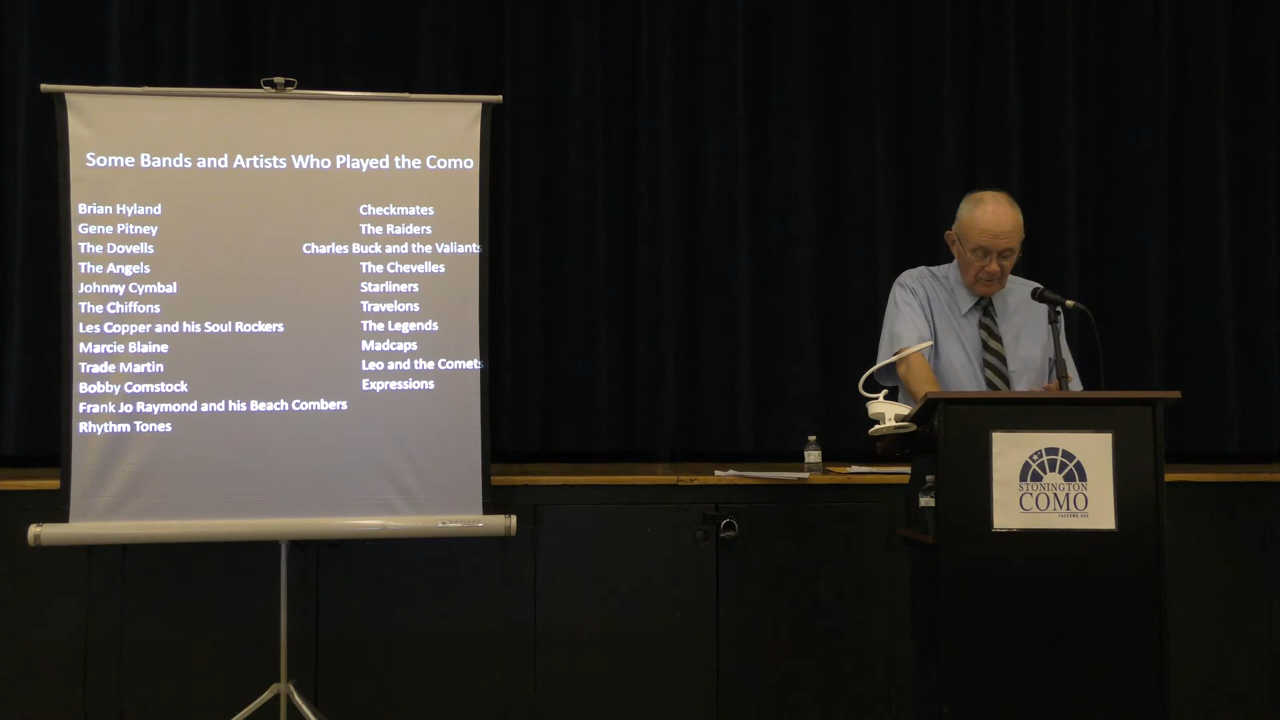 Some Bands and Artists Who Played the Como
Brian Hyland
Gene Pitney
The Dovells
The Angels
Johnny Cymbal
The Chiffons
Les Copper and his Soul Rockers
Marcie Blaine
Trade Martin
Bobby Comstock
Frank Jo Raymond and his Beach Combers
Rhythm Tones
Checkmates
The Raiders
Charles Buck and the Valiants
The Chevelles
Starliners
Travelons
The Legends
Madcaps
Leo and the Comets
Expressions
STONINGTON
COMO